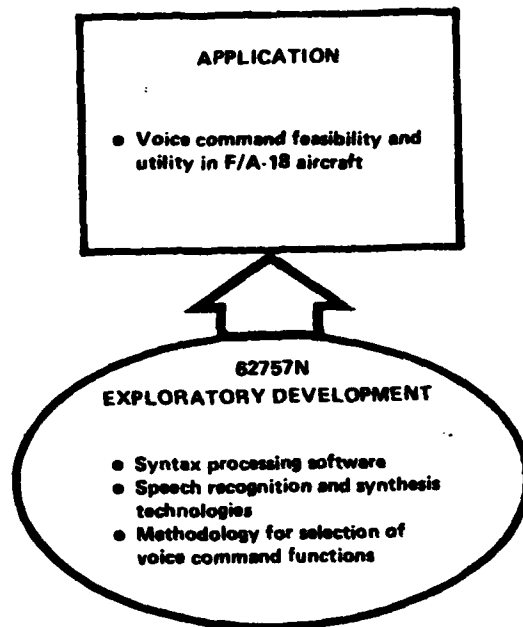 APPLICATION
● Voice command feasibility and
utility in F/A-18 aircraft
62757N
EXPLORATORY DEVELOPMENT
● Syntax processing software
● Speech recognition and synthesis
technologies
● Methodology for selection of
voice command functions